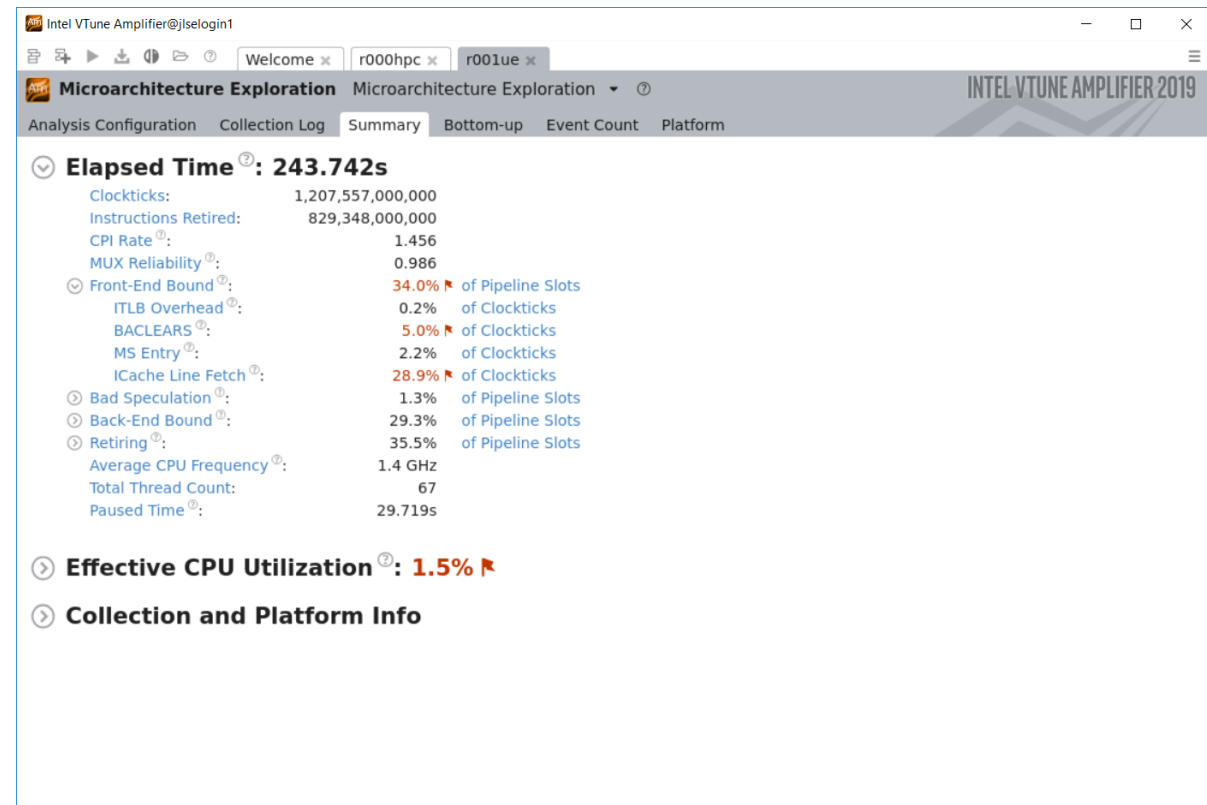 Intel VTune Amplifier@jlselogin1
Welcome r000hpc r001ue
Microarchitecture Exploration Microarchitecture Exploration ? INTEL VTUNE AMPLIFIER 2019
Analysis Configuration Collection Log Summary Bottom-up Event Count Platform
Elapsed Time ?: 243.742s
Clockticks: 1,207,557,000,000
Instructions Retired: 829,348,000,000
CPI Rate ?: 1.456
MUX Reliability ?: 0.986
Front-End Bound ?: 34.0% of Pipeline Slots
ITLB Overhead ?: 0.2% of Clockticks
BACLEARS ?: 5.0% of Clockticks
MS Entry ?: 2.2% of Clockticks
ICache Line Fetch ?: 28.9% of Clockticks
Bad Speculation ?: 1.3% of Pipeline Slots
Back-End Bound ?: 29.3% of Pipeline Slots
Retiring ?: 35.5% of Pipeline Slots
Average CPU Frequency ?: 1.4 GHz
Total Thread Count: 67
Paused Time ?: 29.719s
Effective CPU Utilization ?: 1.5%
Collection and Platform Info